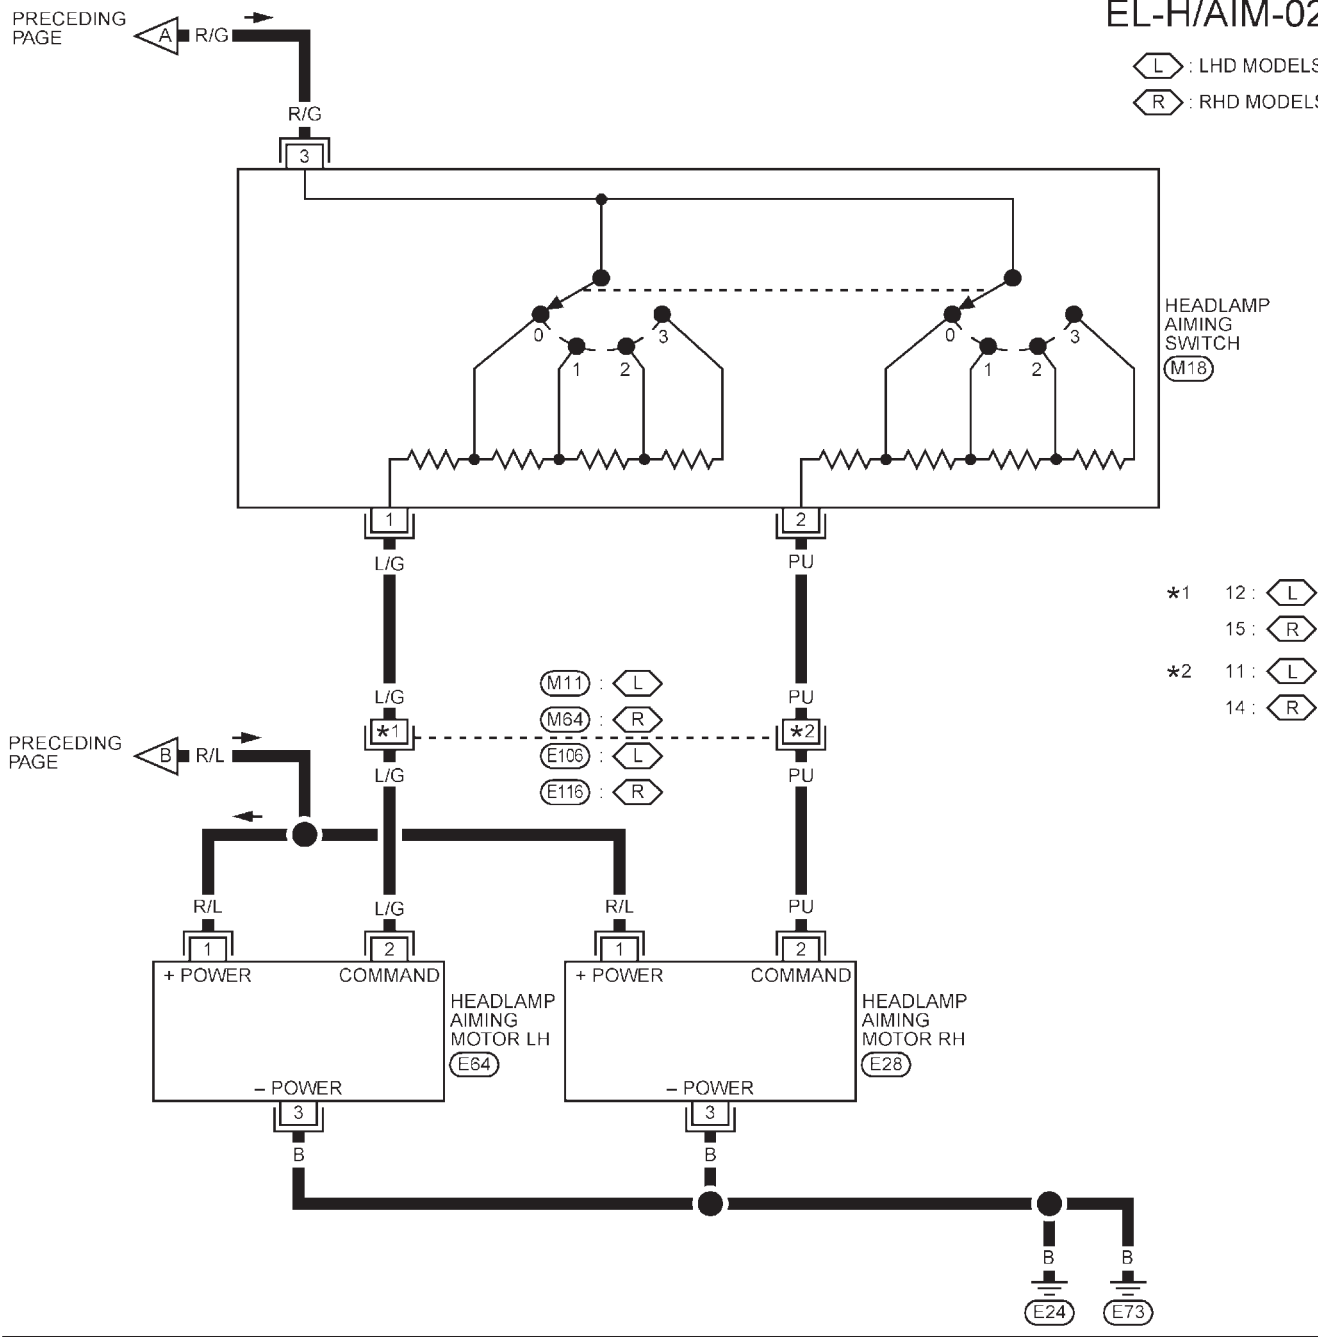 EL-H/AIM-02
PRECEDING
PAGE
A
R/G
L : LHD MODELS
R : RHD MODELS
R/G
3
HEADLAMP
AIMING
SWITCH
M18
0 1 2 3
0 1 2 3
1
2
L/G
PU
*1 12 : L
15 : R
*2 11 : L
14 : R
L/G
PU
M11 : L
M64 : R
E106 : L
E116 : R
*1
*2
PRECEDING
PAGE
B
R/L
L/G
PU
R/L
L/G
R/L
PU
1
2
1
2
+ POWER
COMMAND
+ POWER
COMMAND
HEADLAMP
AIMING
MOTOR LH
E64
HEADLAMP
AIMING
MOTOR RH
E28
– POWER
– POWER
3
3
B
B
B
B
E24
E73